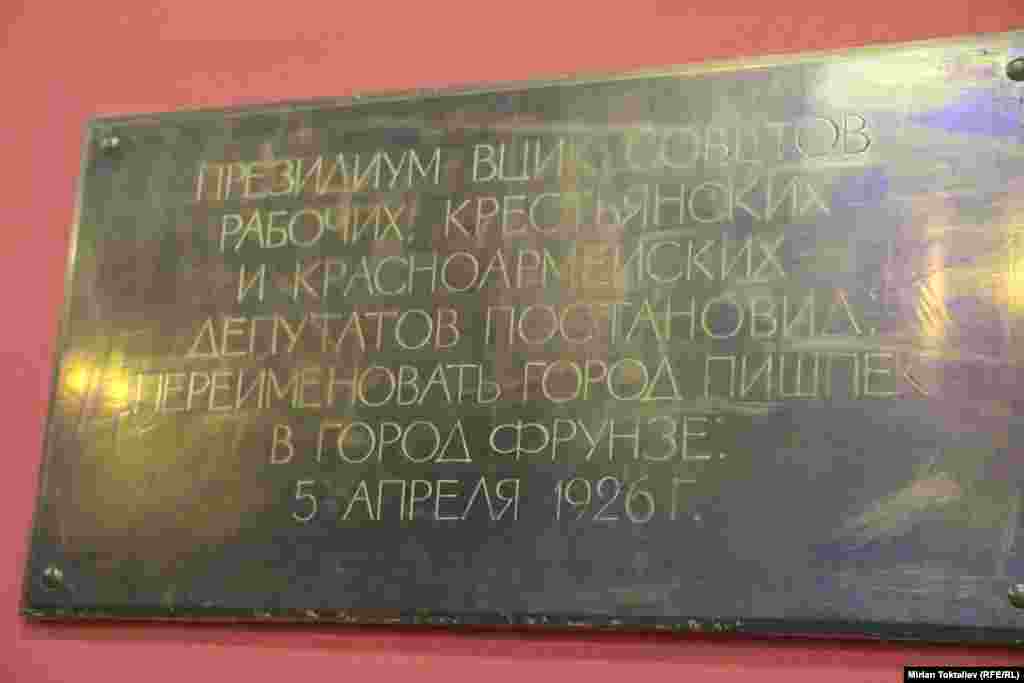 ПРЕЗИДИУМ ВЦИК СОВЕТОВ
РАБОЧИХ, КРЕСТЬЯНСКИХ
И КРАСНОАРМЕЙСКИХ
ДЕПУТАТОВ ПОСТАНОВИЛ:
„ПЕРЕИМЕНОВАТЬ ГОРОД ПИШПЕК
В ГОРОД ФРУНЗЕ".
5 АПРЕЛЯ 1926 Г.
Mirlan Toktaliev (RFE/RL)